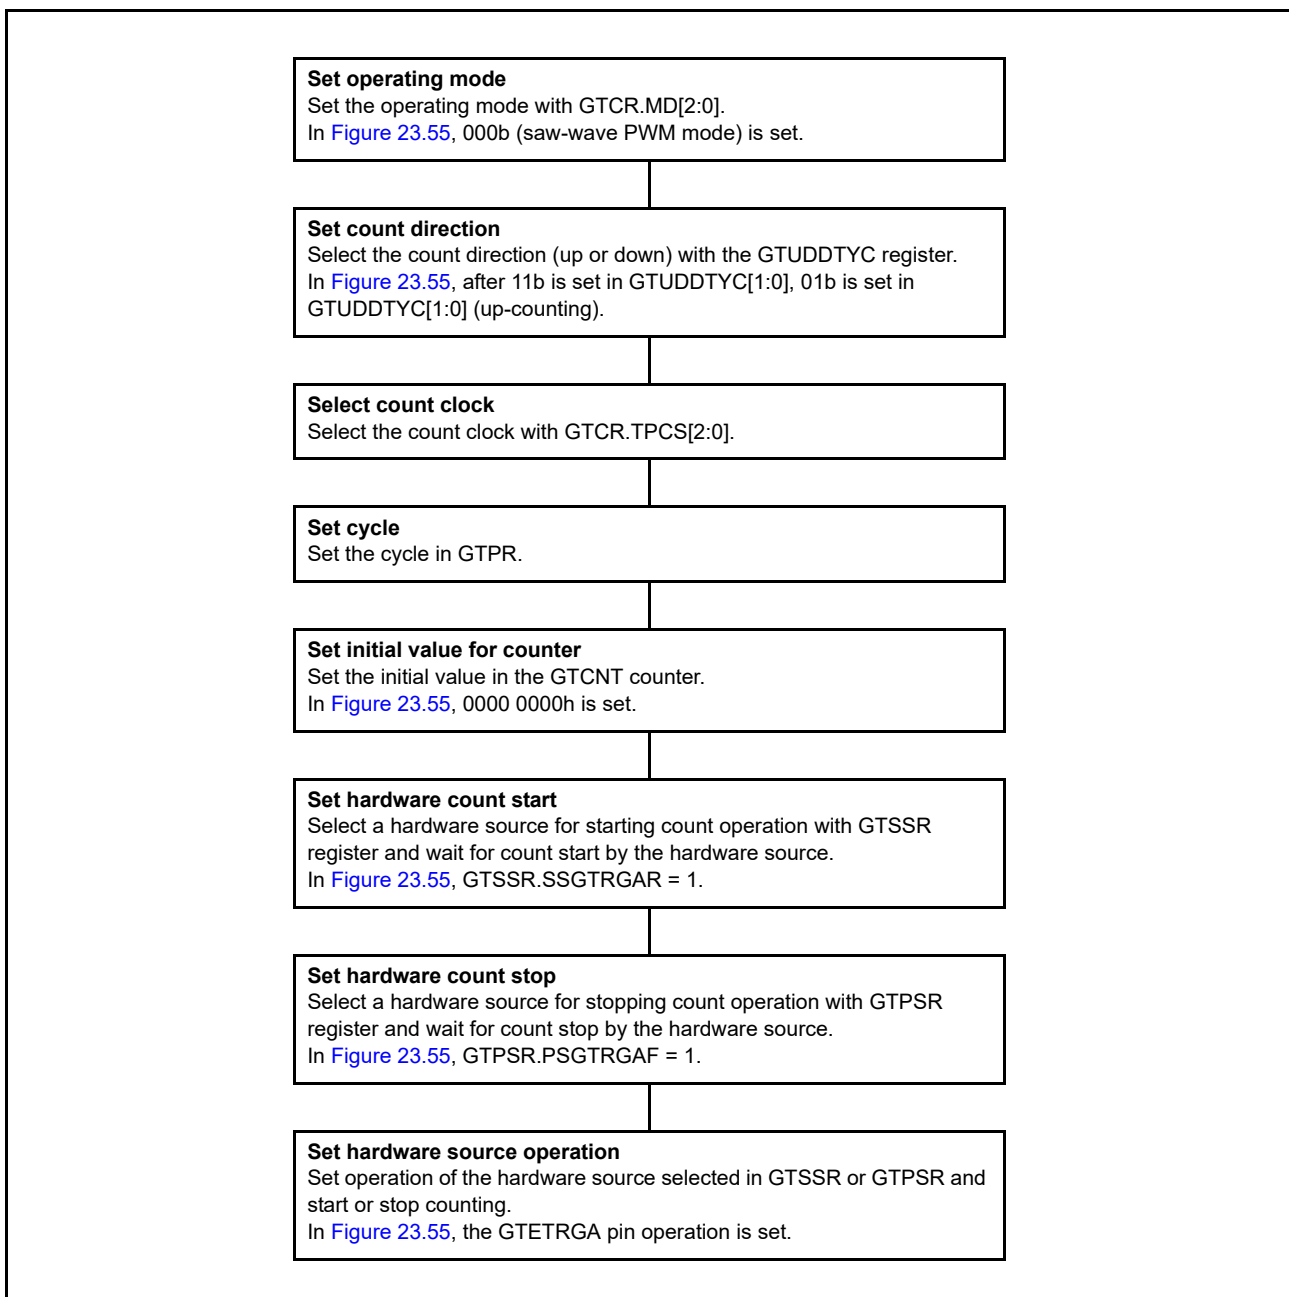 Set operating mode
Set the operating mode with GTCR.MD[2:0].
In Figure 23.55, 000b (saw-wave PWM mode) is set.
Set count direction
Select the count direction (up or down) with the GTUDDTYC register.
In Figure 23.55, after 11b is set in GTUDDTYC[1:0], 01b is set in
GTUDDTYC[1:0] (up-counting).
Select count clock
Select the count clock with GTCR.TPCS[2:0].
Set cycle
Set the cycle in GTPR.
Set initial value for counter
Set the initial value in the GTCNT counter.
In Figure 23.55, 0000 0000h is set.
Set hardware count start
Select a hardware source for starting count operation with GTSSR
register and wait for count start by the hardware source.
In Figure 23.55, GTSSR.SSGTRGAR = 1.
Set hardware count stop
Select a hardware source for stopping count operation with GTPSR
register and wait for count stop by the hardware source.
In Figure 23.55, GTPSR.PSGTRGAF = 1.
Set hardware source operation
Set operation of the hardware source selected in GTSSR or GTPSR and
start or stop counting.
In Figure 23.55, the GTETRGA pin operation is set.